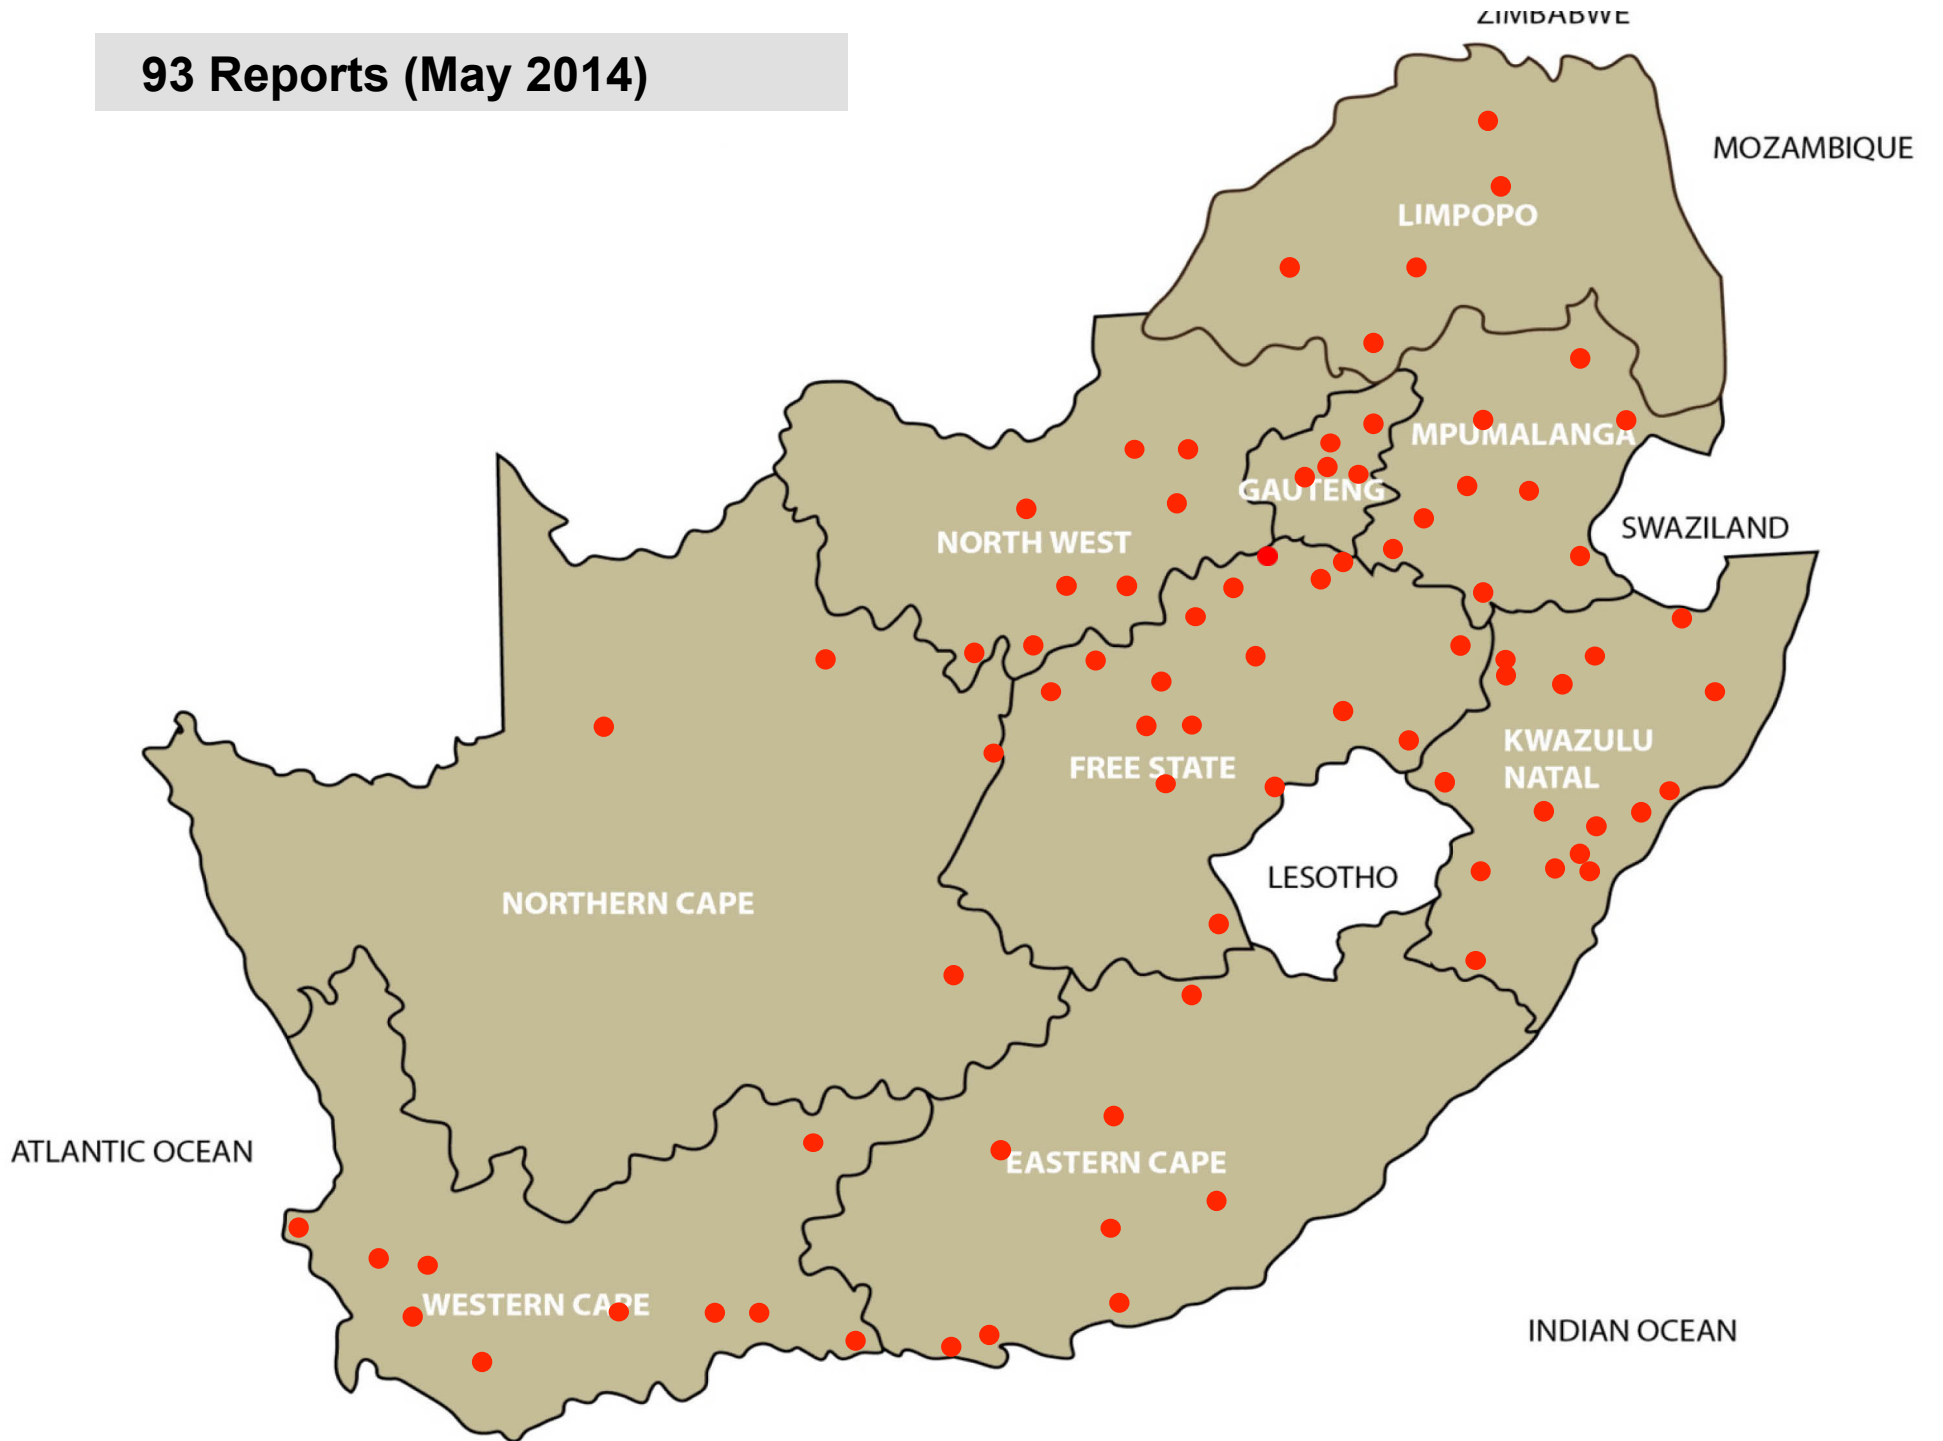 ZIMBABWE
93 Reports (May 2014)
MOZAMBIQUE
LIMPOPO
MPUMALANGA
GAUTENG
SWAZILAND
NORTH WEST
KWAZULU
NATAL
FREE STATE
LESOTHO
NORTHERN CAPE
ATLANTIC OCEAN
EASTERN CAPE
WESTERN CAPE
INDIAN OCEAN